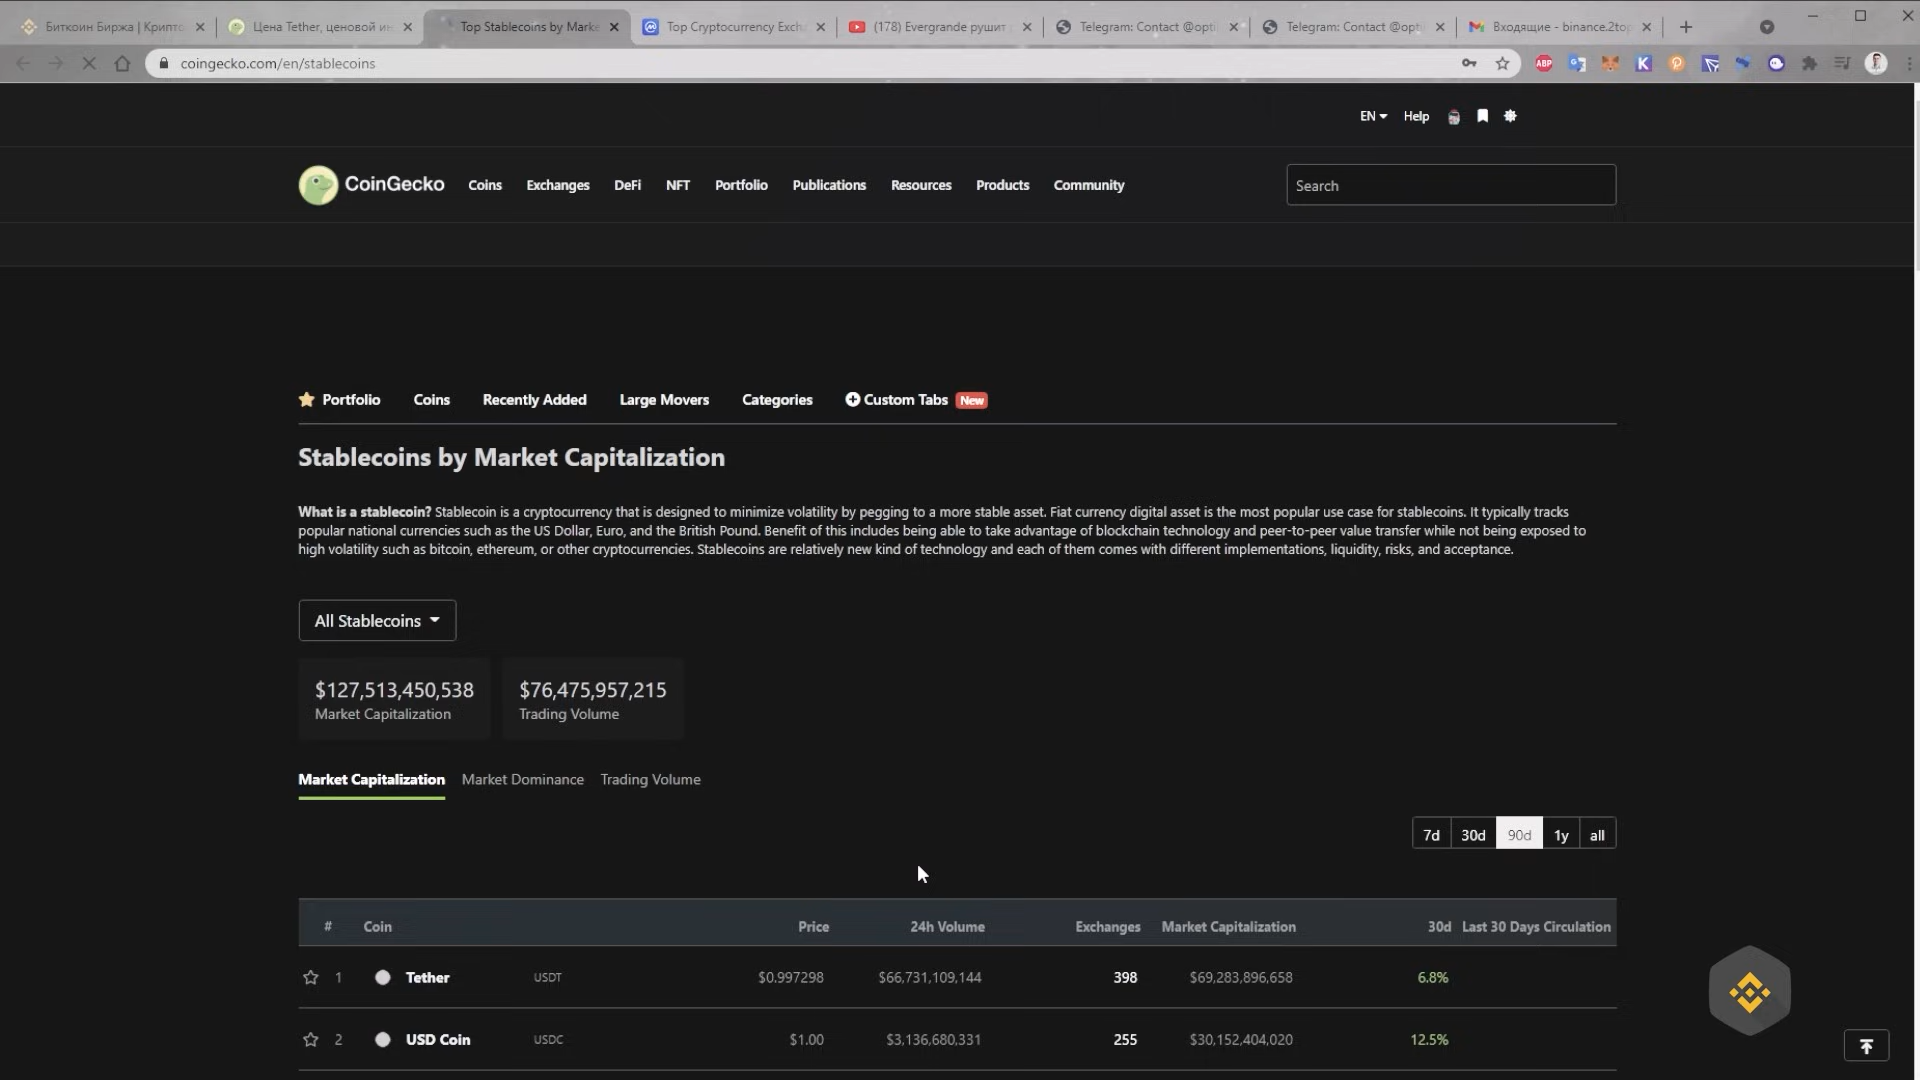 Биткоин Биржа | Крипто
Цена Tether, ценовой ин
Top Stablecoins by Marke
Top Cryptocurrency Exch
(178) Evergrande рушит
Telegram: Contact @opti
Telegram: Contact @opti
Входящие - binance.2top
coingecko.com/en/stablecoins
ABP
K
EN
Help
CoinGecko
Coins
Exchanges
DeFi
NFT
Portfolio
Publications
Resources
Products
Community
Search
Portfolio
Coins
Recently Added
Large Movers
Categories
Custom Tabs New
Stablecoins by Market Capitalization
What is a stablecoin? Stablecoin is a cryptocurrency that is designed to minimize volatility by pegging to a more stable asset. Fiat currency digital asset is the most popular use case for stablecoins. It typically tracks
popular national currencies such as the US Dollar, Euro, and the British Pound. Benefit of this includes being able to take advantage of blockchain technology and peer-to-peer value transfer while not being exposed to
high volatility such as bitcoin, ethereum, or other cryptocurrencies. Stablecoins are relatively new kind of technology and each of them comes with different implementations, liquidity, risks, and acceptance.
All Stablecoins
$127,513,450,538
Market Capitalization
$76,475,957,215
Trading Volume
Market Capitalization
Market Dominance
Trading Volume
7d 30d 90d 1y all
# Coin Price 24h Volume Exchanges Market Capitalization 30d Last 30 Days Circulation
1 Tether USDT $0.997298 $66,731,109,144 398 $69,283,896,658 6.8%
2 USD Coin USDC $1.00 $3,136,680,331 255 $30,152,404,020 12.5%